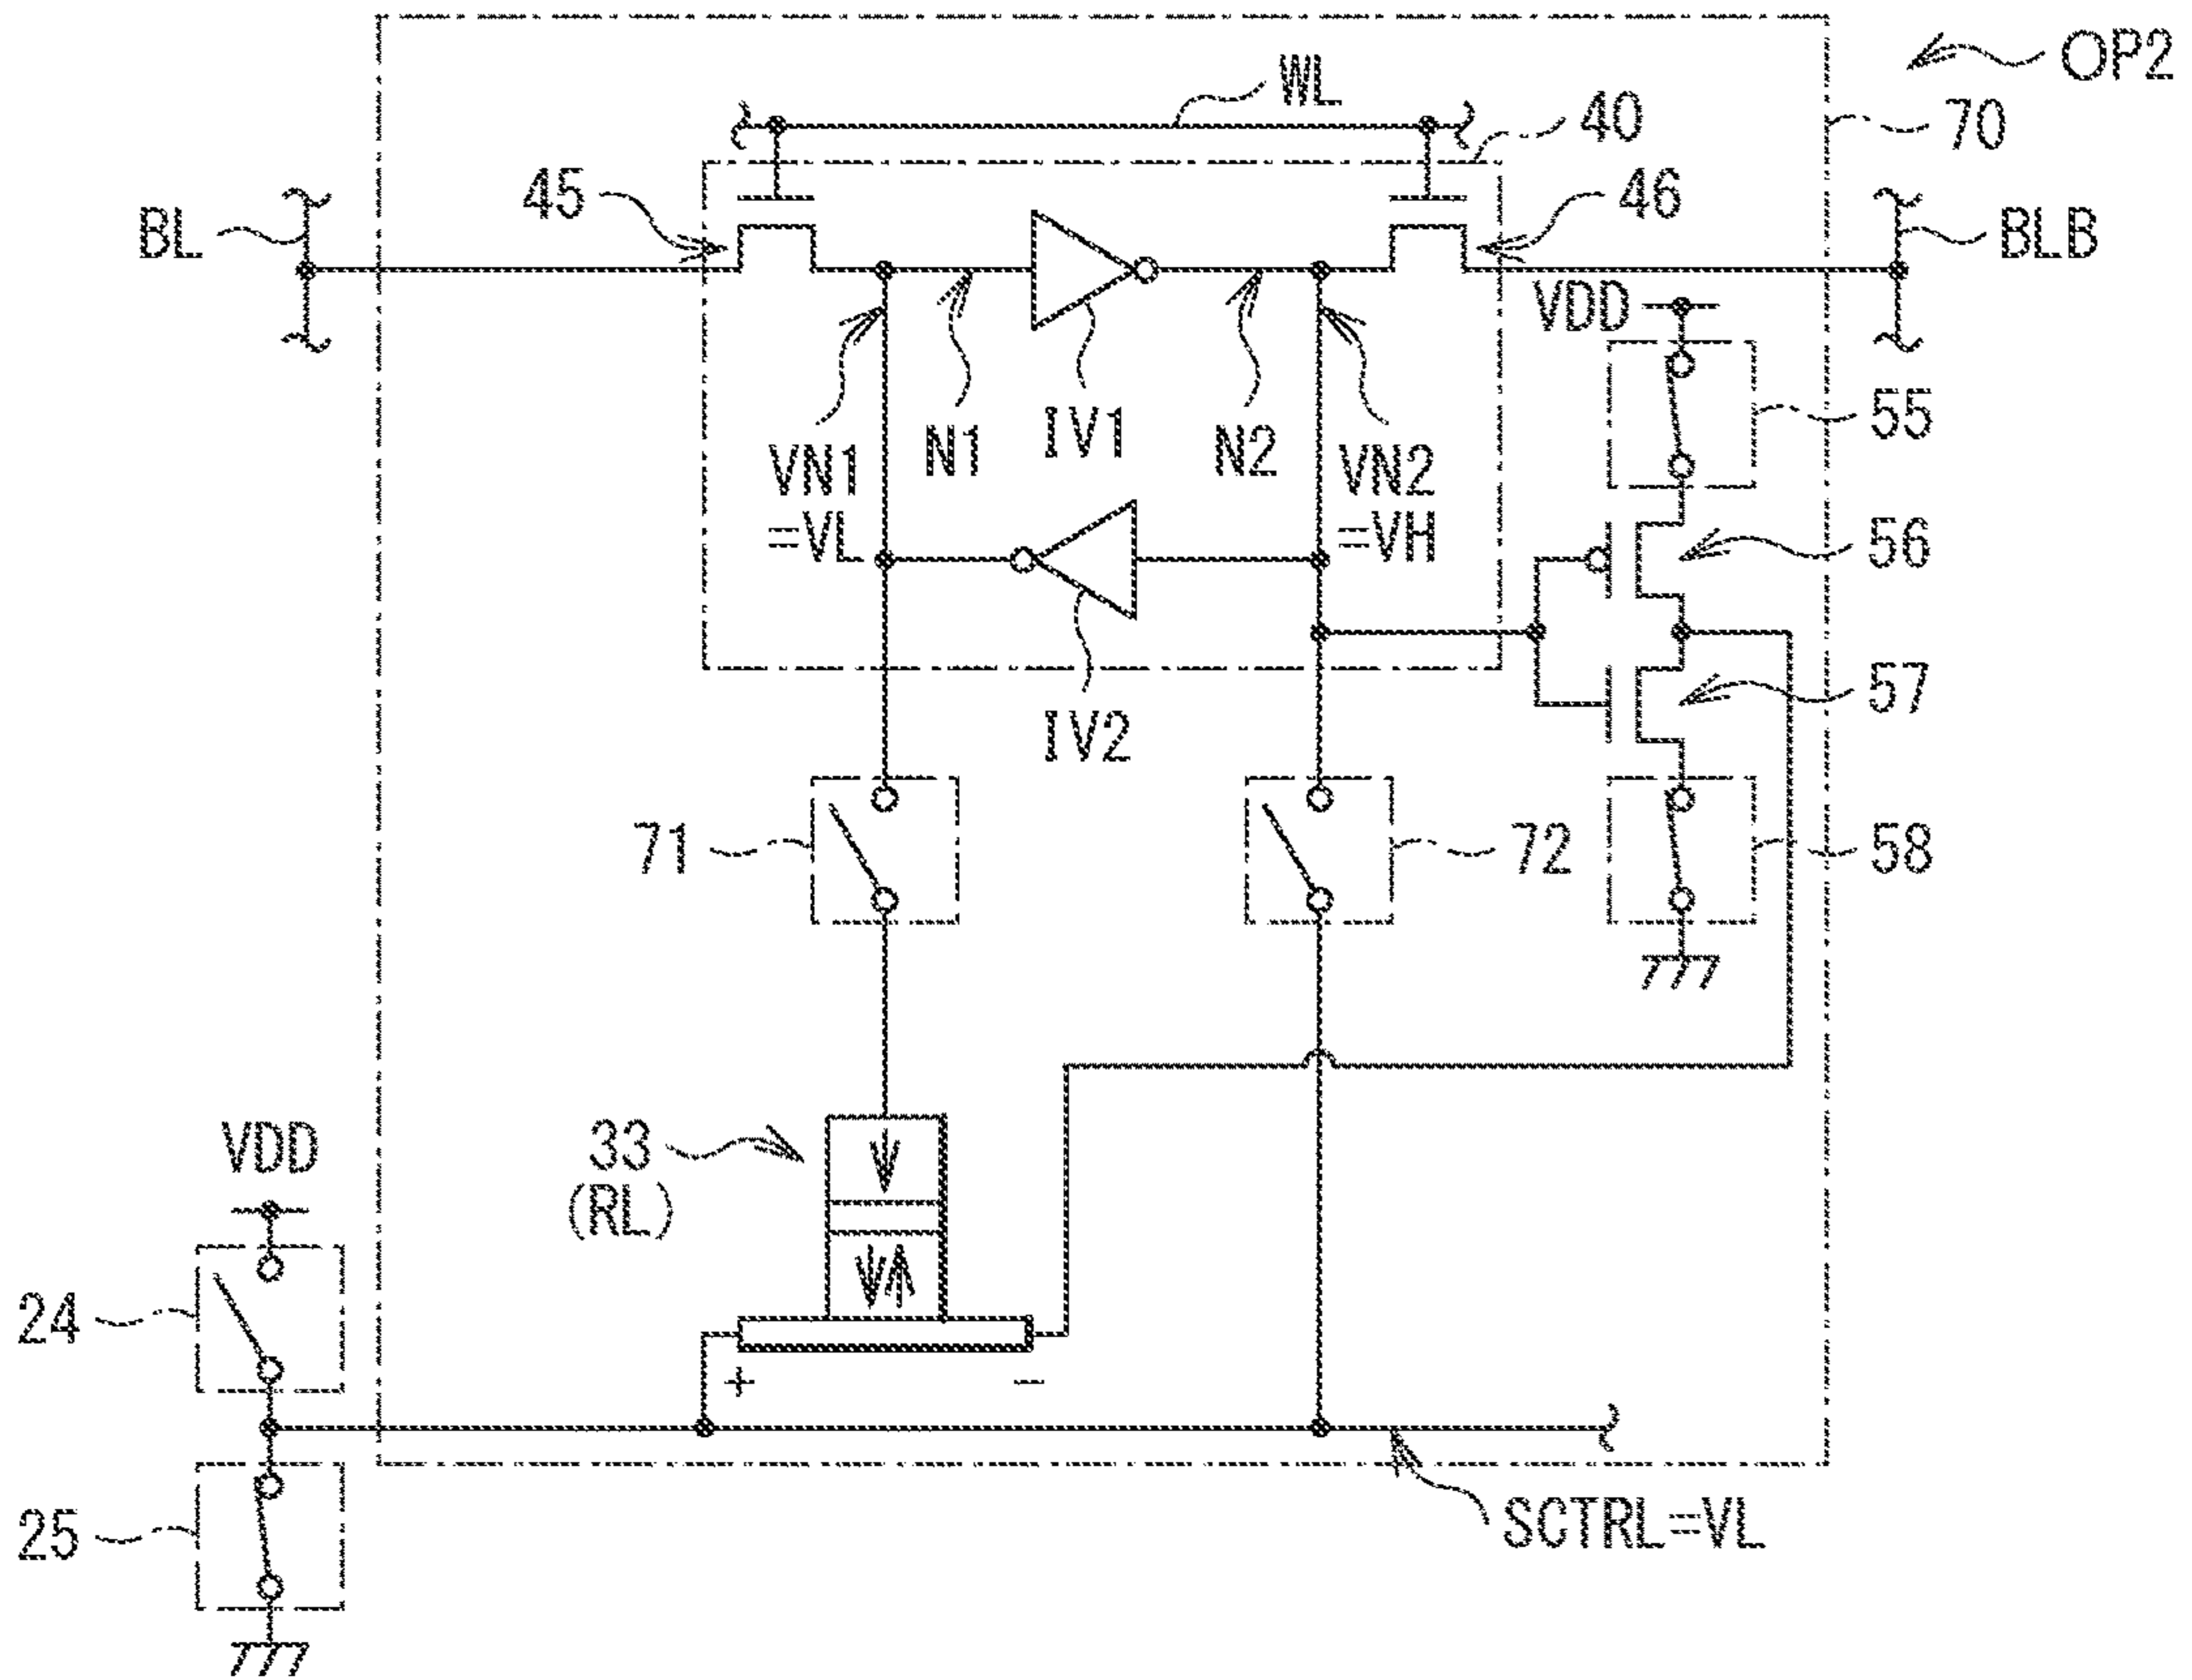 OP2
WL
40
70
45
46
BL
BLB
VDD
55
VN1
=VL
N1
IV1
N2
VN2
=VH
56
57
IV2
71
72
58
33
(RL)
VDD
24
+
−
25
SCTRL=VL